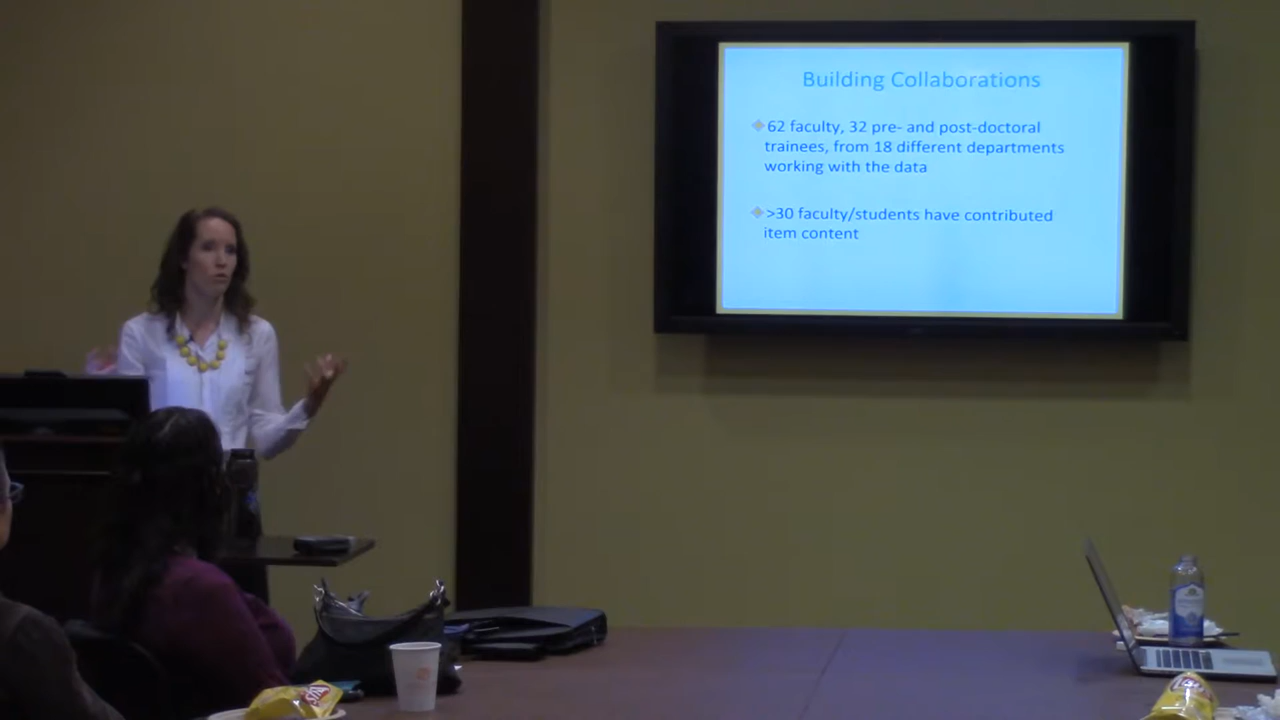 Building Collaborations
62 faculty, 32 pre- and post-doctoral
trainees, from 18 different departments
working with the data
>30 faculty/students have contributed
item content
Lay's